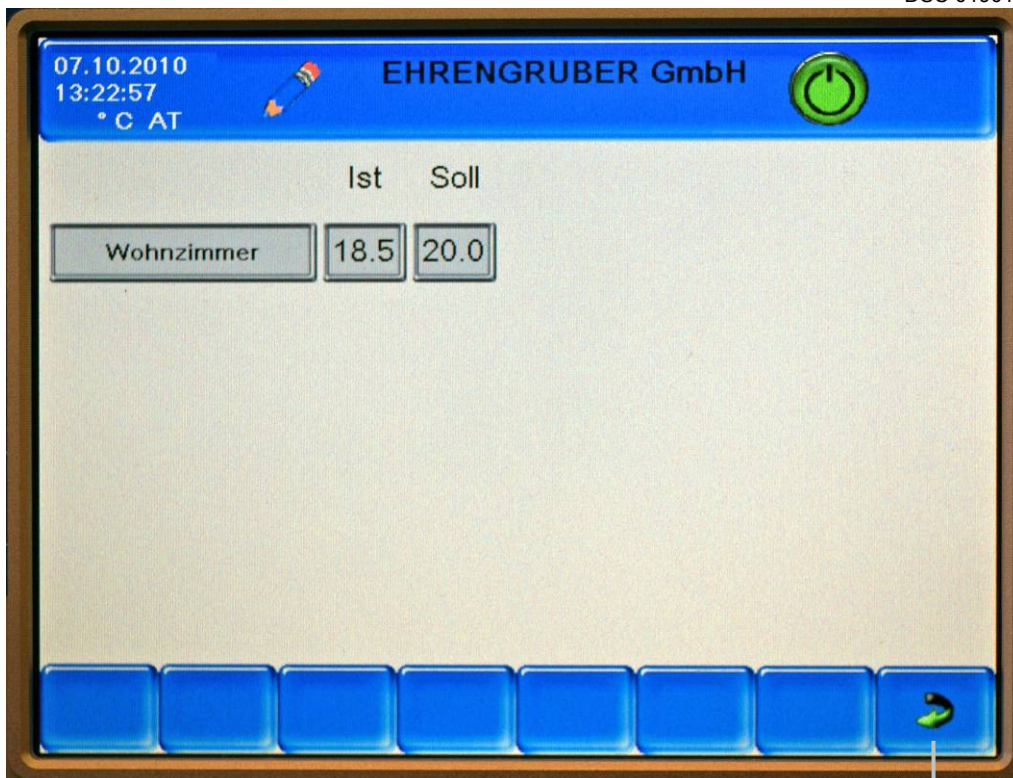 07.10.2010
13:22:57
° C AT
EHRENGRUBER GmbH
Ist Soll
Wohnzimmer 18.5 20.0